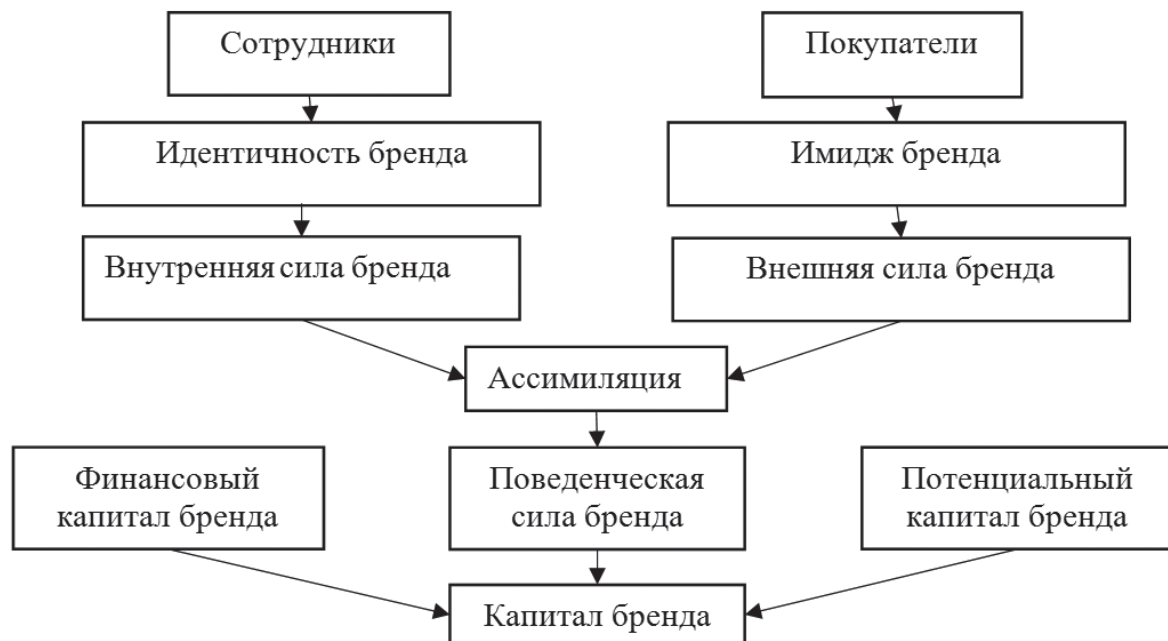 Сотрудники
Покупатели
Идентичность бренда
Имидж бренда
Внутренняя сила бренда
Внешняя сила бренда
Ассимиляция
Финансовый
капитал бренда
Поведенческая
сила бренда
Потенциальный
капитал бренда
Капитал бренда